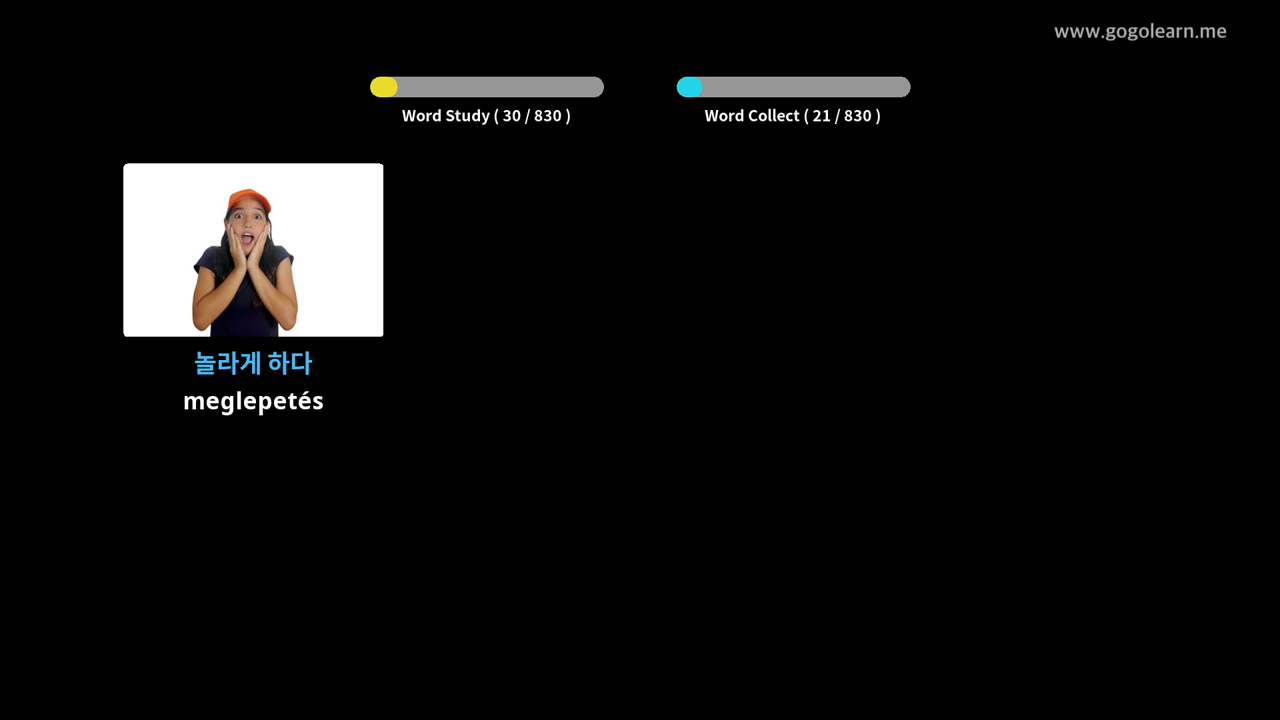 www.gogolearn.me
Word Study ( 30 / 830 )
Word Collect ( 21 / 830 )
놀라게 하다
meglepetés